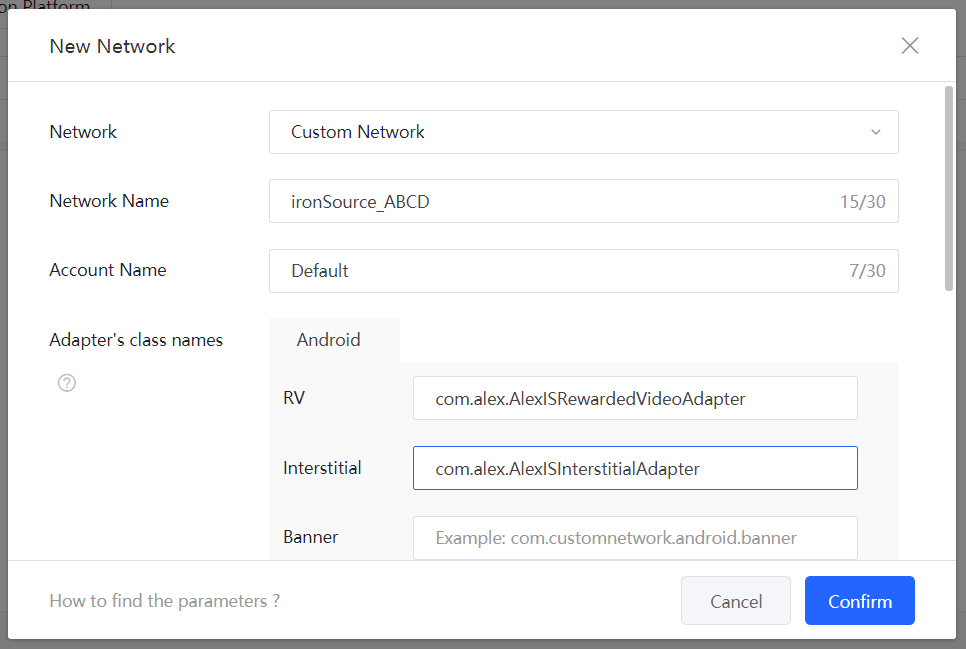 on Platform
New Network
Network
Custom Network
Network Name
ironSource_ABCD 15/30
Account Name
Default 7/30
Adapter's class names
Android
RV
com.alex.AlexISRewardedVideoAdapter
Interstitial
com.alex.AlexISInterstitialAdapter
Banner
Example: com.customnetwork.android.banner
How to find the parameters ?
Cancel
Confirm